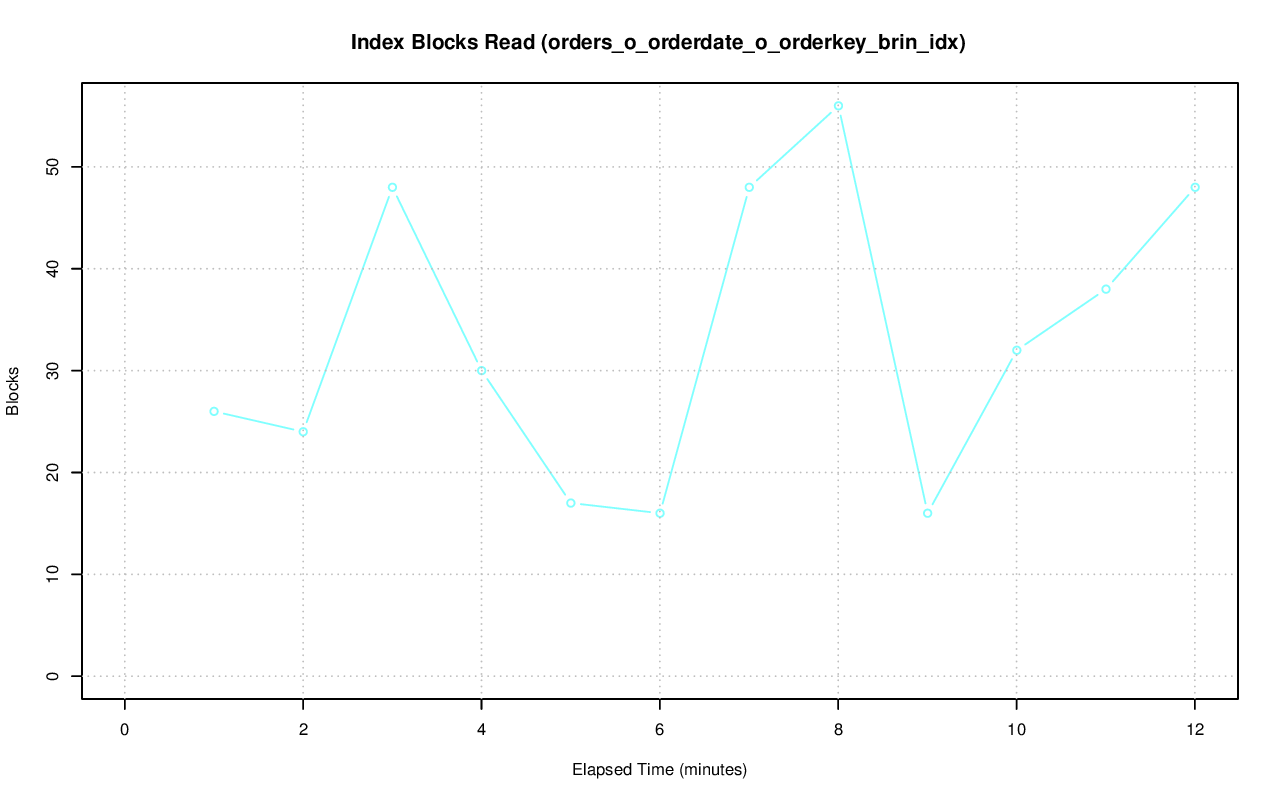 Index Blocks Read (orders_o_orderdate_o_orderkey_brin_idx)
Blocks
50
40
30
20
10
0
0 2 4 6 8 10 12
Elapsed Time (minutes)